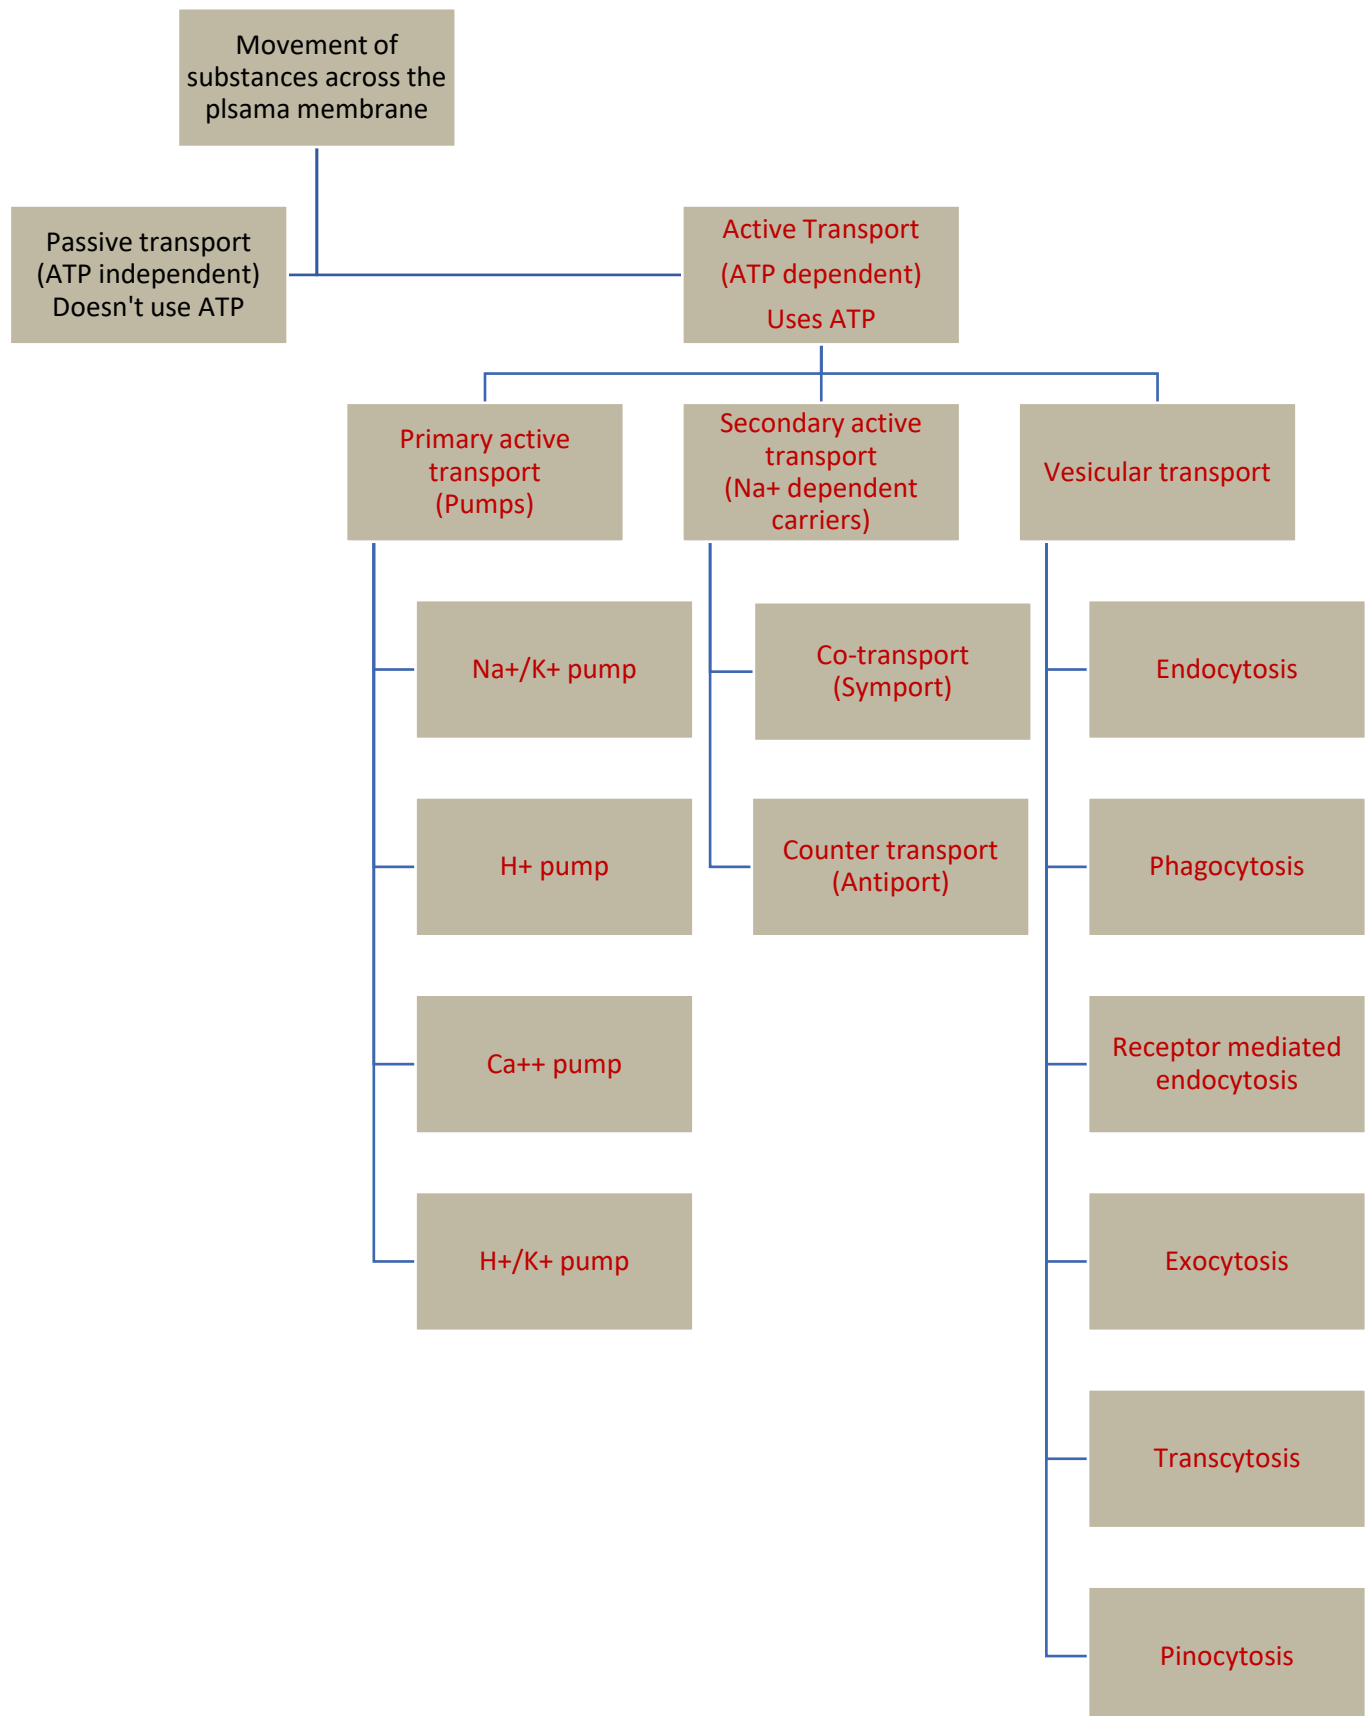 Movement of
substances across the
plsama membrane
Passive transport
(ATP independent)
Doesn't use ATP
Active Transport
(ATP dependent)
Uses ATP
Primary active
transport
(Pumps)
Secondary active
transport
(Na+ dependent
carriers)
Vesicular transport
Na+/K+ pump
H+ pump
Ca++ pump
H+/K+ pump
Co-transport
(Symport)
Counter transport
(Antiport)
Endocytosis
Phagocytosis
Receptor mediated
endocytosis
Exocytosis
Transcytosis
Pinocytosis